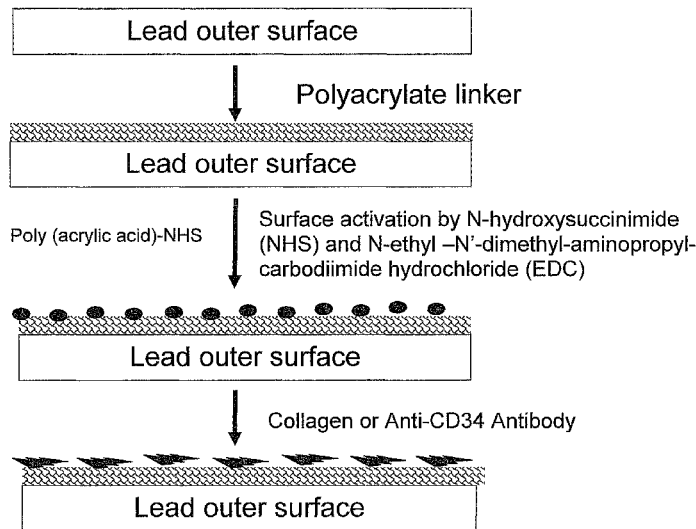 Lead outer surface
Polyacrylate linker
Lead outer surface
Poly (acrylic acid)-NHS
Surface activation by N-hydroxysuccinimide
(NHS) and N-ethyl –N'-dimethyl-aminopropyl-
carbodiimide hydrochloride (EDC)
Lead outer surface
Collagen or Anti-CD34 Antibody
Lead outer surface